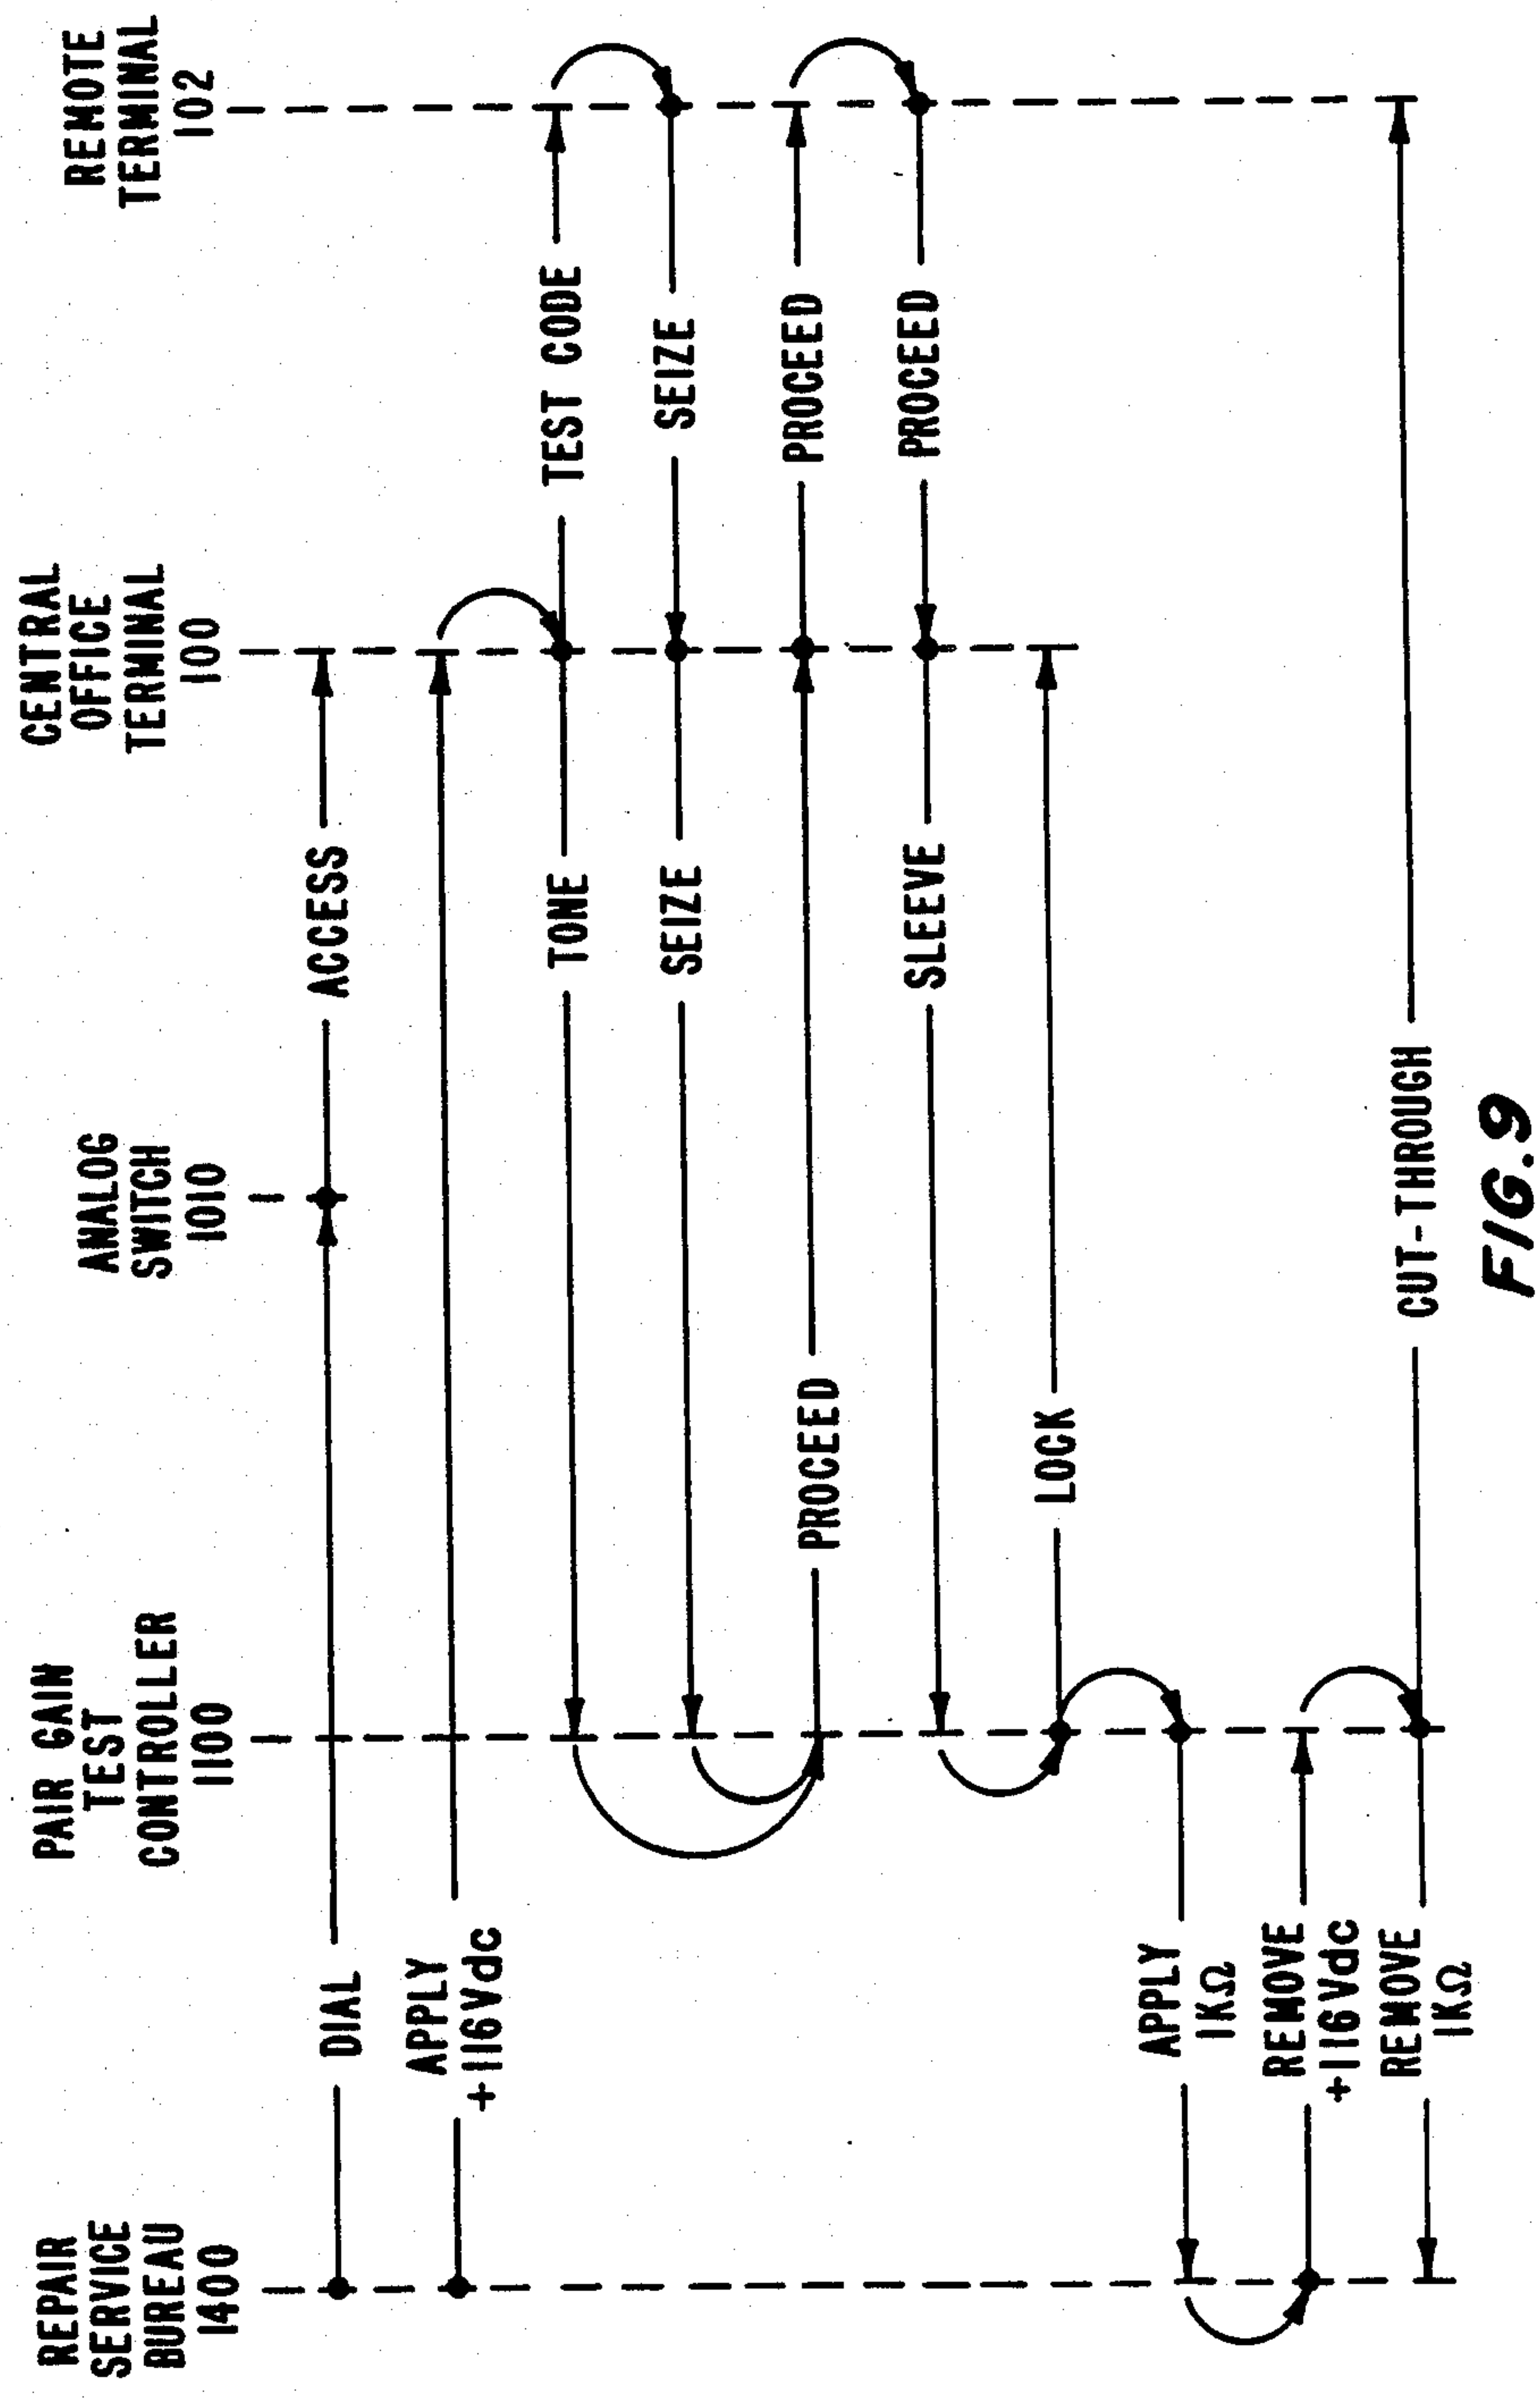 REPAIR
SERVICE
BUREAU
1400
PAIR GAIN
TEST
CONTROLLER
1100
ANALOG
SWITCH
1010
CENTRAL
OFFICE
TERMINAL
100
REMOTE
TERMINAL
102
DIAL
ACCESS
APPLY
+116Vdc
TONE
TEST CODE
SEIZE
SEIZE
PROCEED
PROCEED
SLEEVE
PROCEED
LOCK
APPLY
1KΩ
REMOVE
+116Vdc
REMOVE
1KΩ
CUT-THROUGH
FIG.9